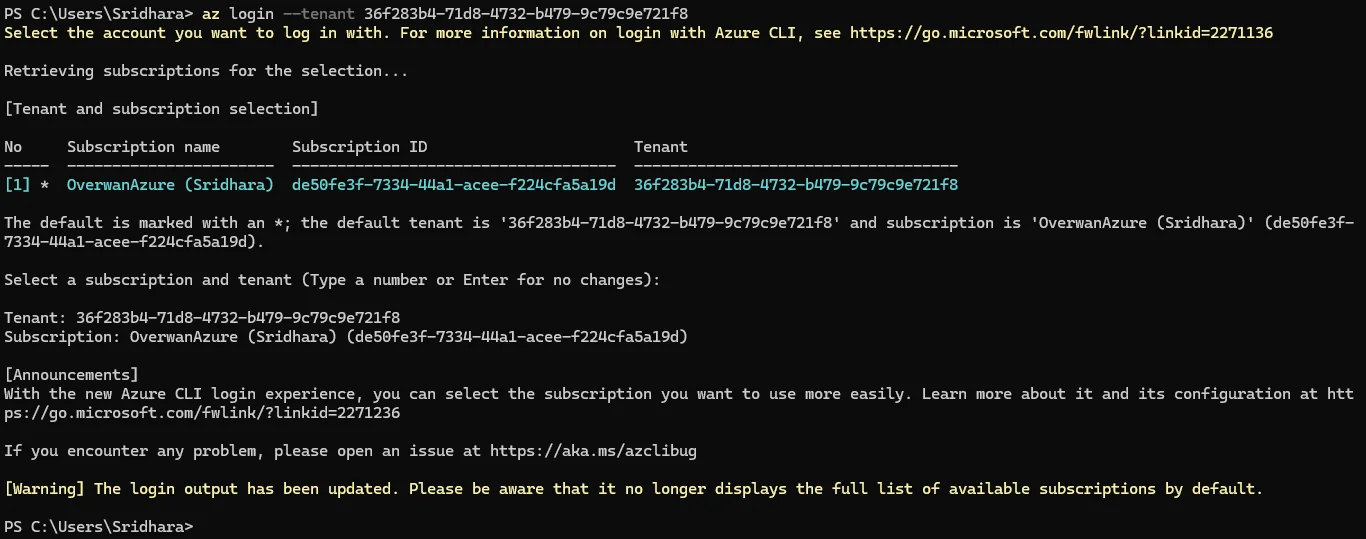 PS C:\Users\Sridhara> az login --tenant 36f283b4-71d8-4732-b479-9c79c9e721f8
Select the account you want to log in with. For more information on login with Azure CLI, see https://go.microsoft.com/fwlink/?linkid=2271136
Retrieving subscriptions for the selection...
[Tenant and subscription selection]
No     Subscription name        Subscription ID                       Tenant
-----  -----------------------  ------------------------------------  ------------------------------------
[1] *  OverwanAzure (Sridhara)  de50fe3f-7334-44a1-acee-f224cfa5a19d  36f283b4-71d8-4732-b479-9c79c9e721f8
The default is marked with an *; the default tenant is '36f283b4-71d8-4732-b479-9c79c9e721f8' and subscription is 'OverwanAzure (Sridhara)' (de50fe3f-
7334-44a1-acee-f224cfa5a19d).
Select a subscription and tenant (Type a number or Enter for no changes):
Tenant: 36f283b4-71d8-4732-b479-9c79c9e721f8
Subscription: OverwanAzure (Sridhara) (de50fe3f-7334-44a1-acee-f224cfa5a19d)
[Announcements]
With the new Azure CLI login experience, you can select the subscription you want to use more easily. Learn more about it and its configuration at htt
ps://go.microsoft.com/fwlink/?linkid=2271236
If you encounter any problem, please open an issue at https://aka.ms/azclibug
[Warning] The login output has been updated. Please be aware that it no longer displays the full list of available subscriptions by default.
PS C:\Users\Sridhara>